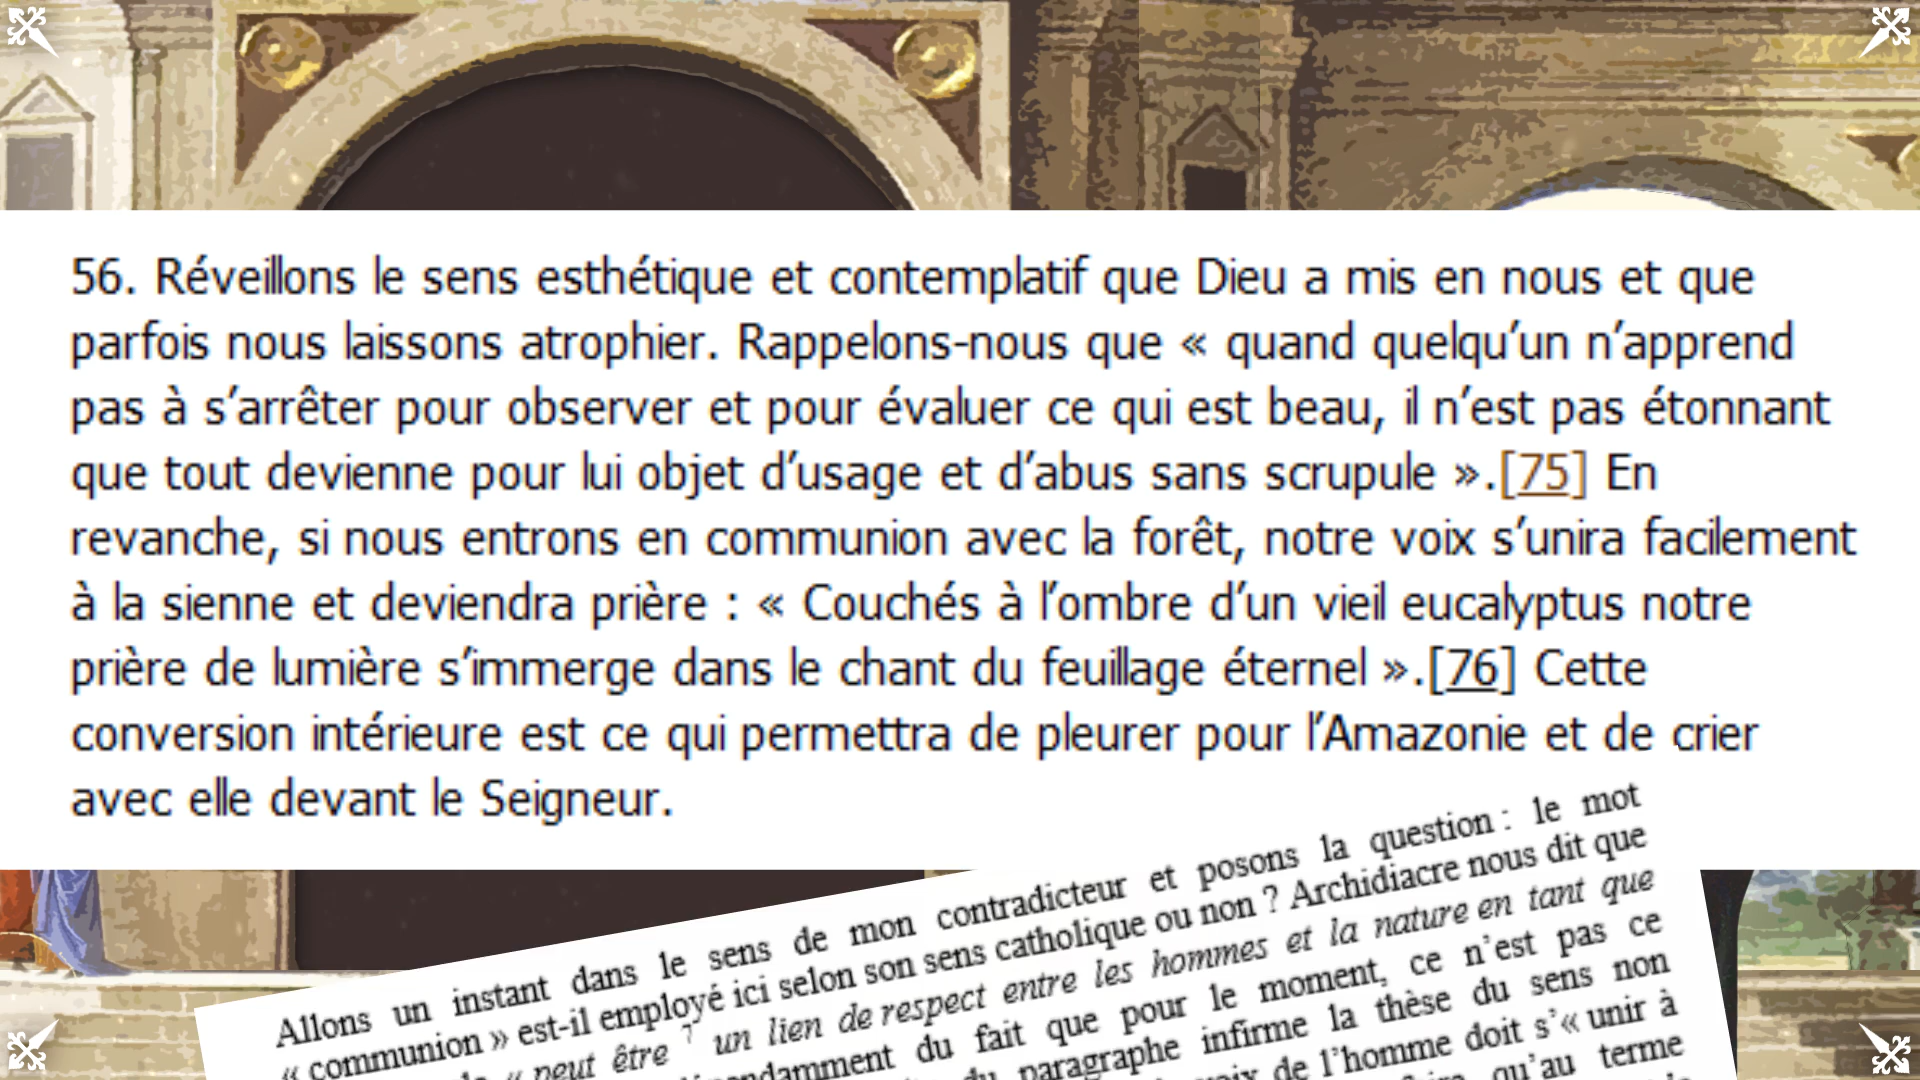 56. Réveillons le sens esthétique et contemplatif que Dieu a mis en nous et que
parfois nous laissons atrophier. Rappelons-nous que « quand quelqu’un n’apprend
pas à s’arrêter pour observer et pour évaluer ce qui est beau, il n’est pas étonnant
que tout devienne pour lui objet d’usage et d’abus sans scrupule ».[75] En
revanche, si nous entrons en communion avec la forêt, notre voix s’unira facilement
à la sienne et deviendra prière : « Couchés à l’ombre d’un vieil eucalyptus notre
prière de lumière s’immerge dans le chant du feuillage éternel ».[76] Cette
conversion intérieure est ce qui permettra de pleurer pour l’Amazonie et de crier
avec elle devant le Seigneur.
Allons un instant dans le sens de mon contradicteur et posons la question : le mot
« communion » est-il employé ici selon son sens catholique ou non ? Archidiacre nous dit que
« peut être 7 un lien de respect entre les hommes et la nature en tant que
du fait que pour le moment, ce n’est pas ce
du paragraphe infirme la thèse du sens non
voix de l’homme doit s’« unir à
qu’au terme